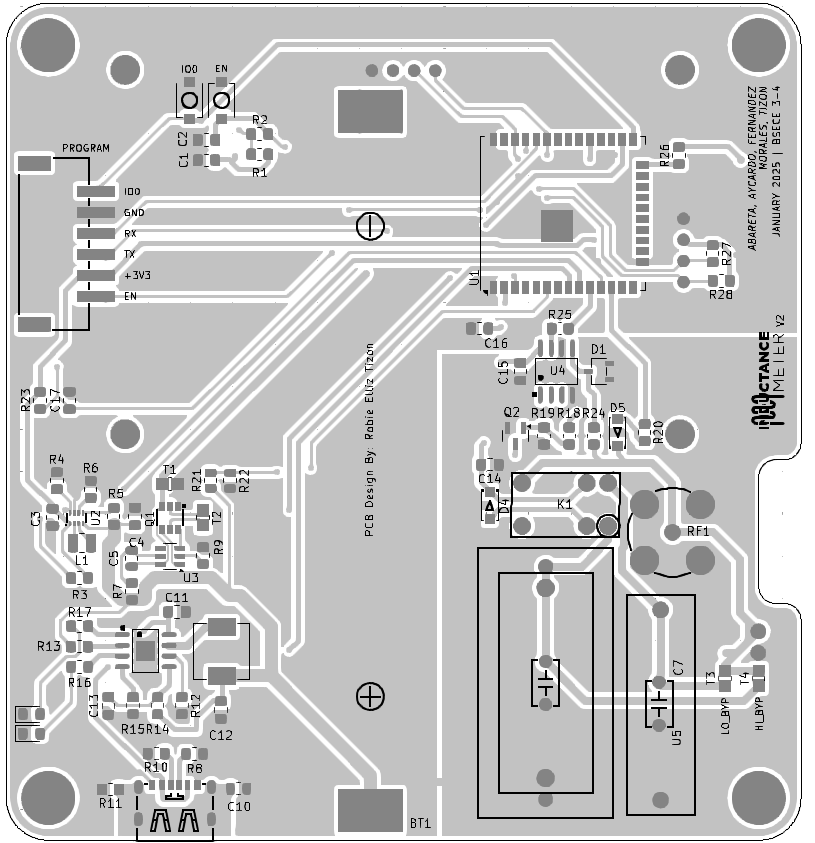 IO0 EN
ABARETA, AYCARDO, FERNANDEZ
MORALES, TIZON
JANUARY 2025 | BSECE 3-4
C2
R2
PROGRAM
C1
R1
R26
IO0
GND
RX
TX
+3V3
EN
R27
U1
R28
R25
C16
V2
INDUCTANCE
METER
D1
C15
U4
PCB Design By Robie Elliz Tizon
R23
C17
Q2
R19 R18 R24
D5
R20
R4
R6
T1
R21
R22
C14
R5
D4
K1
C3
U2
Q1
T2
C4
RF1
L1
C5
R9
U3
R3
R7
C11
R17
R13
R16
C7
T3
T4
C13
R12
R15 R14
C12
LO_BYP
HI_BYP
U5
R10
R8
R11
C10
BT1